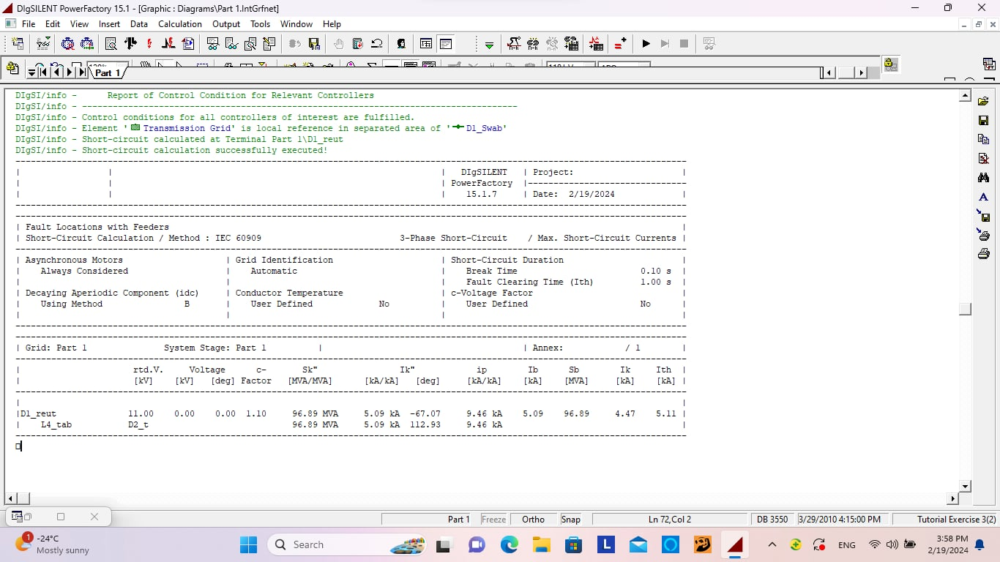 DIgSILENT PowerFactory 15.1 - [Graphic : Diagrams\Part 1.IntGrfnet]
File Edit View Insert Data Calculation Output Tools Window Help
Part 1
DIgSI/info - Report of Control Condition for Relevant Controllers
DIgSI/info - -------------------------------------------------------------------------------------
DIgSI/info - Control conditions for all controllers of interest are fulfilled.
DIgSI/info - Element ' Transmission Grid' is local reference in separated area of ' D1_Swab'
DIgSI/info - Short-circuit calculated at Terminal Part 1\D1_reut
DIgSI/info - Short-circuit calculation successfully executed!
| | | DIgSILENT | Project: |
| | | PowerFactory |-------------------------------
| | | 15.1.7 | Date: 2/19/2024 |
| Fault Locations with Feeders |
| Short-Circuit Calculation / Method : IEC 60909 3-Phase Short-Circuit / Max. Short-Circuit Currents |
| Asynchronous Motors | Grid Identification | Short-Circuit Duration |
| Always Considered | Automatic | Break Time 0.10 s |
| | | Fault Clearing Time (Ith) 1.00 s |
| Decaying Aperiodic Component (idc) | Conductor Temperature | c-Voltage Factor |
| Using Method B | User Defined No | User Defined No |
| Grid: Part 1 System Stage: Part 1 | | Annex: / 1 |
| rtd.V. Voltage c- Sk" Ik" ip Ib Sb Ik Ith |
| [kV] [kV] [deg] Factor [MVA/MVA] [kA/kA] [deg] [kA/kA] [kA] [MVA] [kA] [kA] |
|D1_reut 11.00 0.00 0.00 1.10 96.89 MVA 5.09 kA -67.07 9.46 kA 5.09 96.89 4.47 5.11 |
| L4_tab D2_t 96.89 MVA 5.09 kA 112.93 9.46 kA |
Part 1 Freeze Ortho Snap Ln 72,Col 2 DB 3550 3/29/2010 4:15:00 PM Tutorial Exercise 3(2)
1
-24°C
Mostly sunny
Search
ENG
3:58 PM
2/19/2024